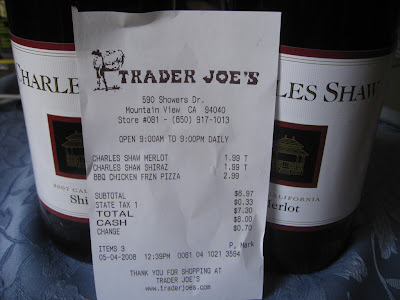 TRADER JOE'S
590 Showers Dr.
Mountain View CA 94040
Store #081 - (650) 917-1013
OPEN 9:00AM TO 9:00PM DAILY
CHARLES SHAW MERLOT 1.99 T
CHARLES SHAW SHIRAZ 1.99 T
BBQ CHICKEN FRZN PIZZA 2.99
SUBTOTAL $6.97
STATE TAX 1 $0.33
TOTAL $7.30
CASH $8.00
CHANGE $0.70
ITEMS 3 P, Mark
05-04-2008 12:39PM 0081 04 1021 3594
THANK YOU FOR SHOPPING AT
TRADER JOE'S
www.traderjoes.com
CHARLES
2007 CAL
Shi
LES SHAW
CALIFORNIA
erlot